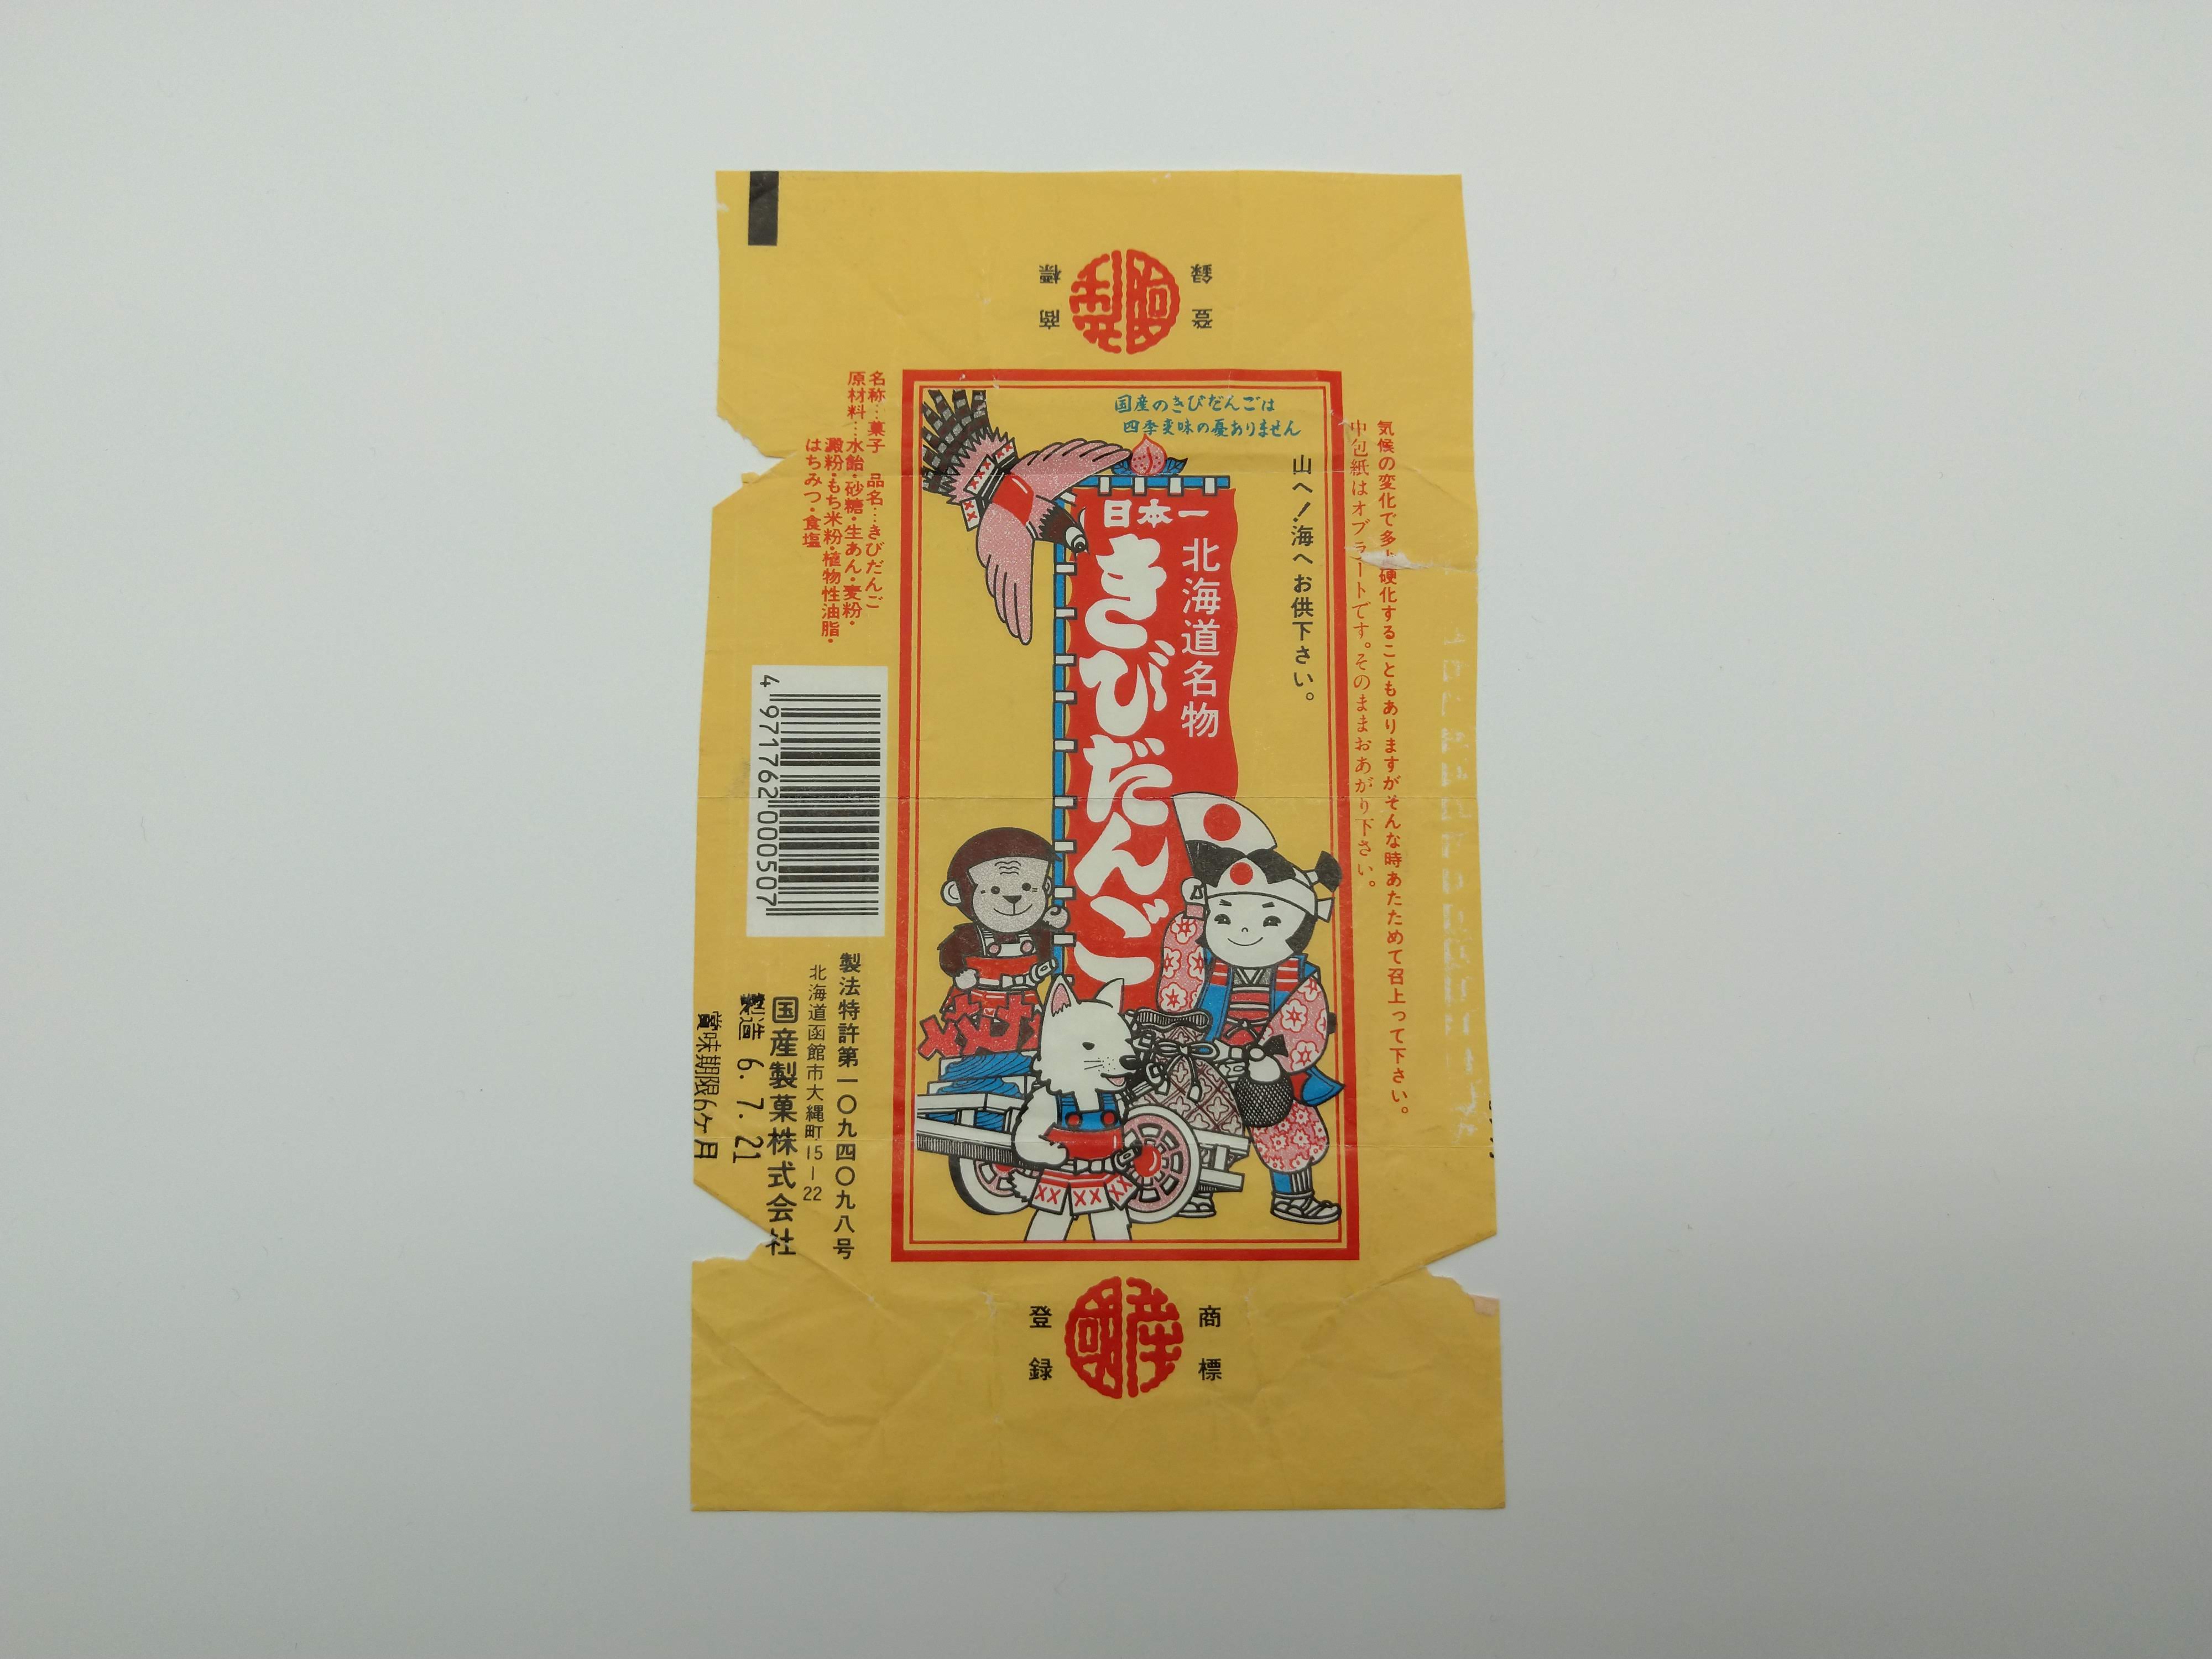 登録
商標
国産のきびだんごは
四季変味の憂ありません
山へ！海へお供下さい。
日本一
北海道名物
きびだんご
気候の変化で多少硬化することもありますがそんな時あたためて召上って下さい。
中包紙はオブラートです。そのままおあがり下さい。
名称…菓子 品名…きびだんご
原材料…水飴・砂糖・生あん・麦粉・
澱粉・もち米粉・植物性油脂・
はちみつ・食塩
4 971762 000507
製法特許第一〇九四〇九八号
北海道函館市大縄町15-22
国産製菓株式会社
製造 6.7.21
賞味期限6ケ月
登録
國産
商標